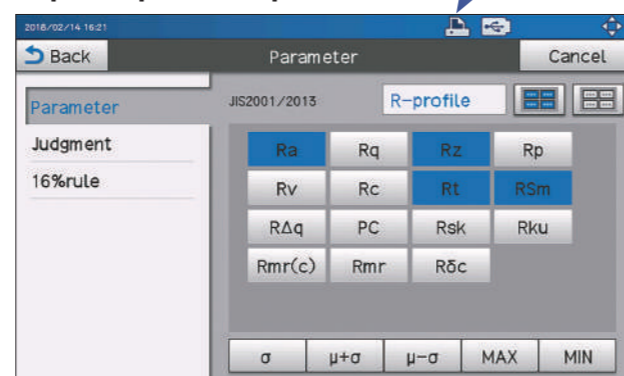 2016/02/14 16:21
Back Parameter Cancel
Parameter
Judgment
16%rule
JIS2001/2013 R-profile
Ra Rq Rz Rp
Rv Rc Rt RSm
RΔq PC Rsk Rku
Rmr(c) Rmr Rδc
σ μ+σ μ-σ MAX MIN